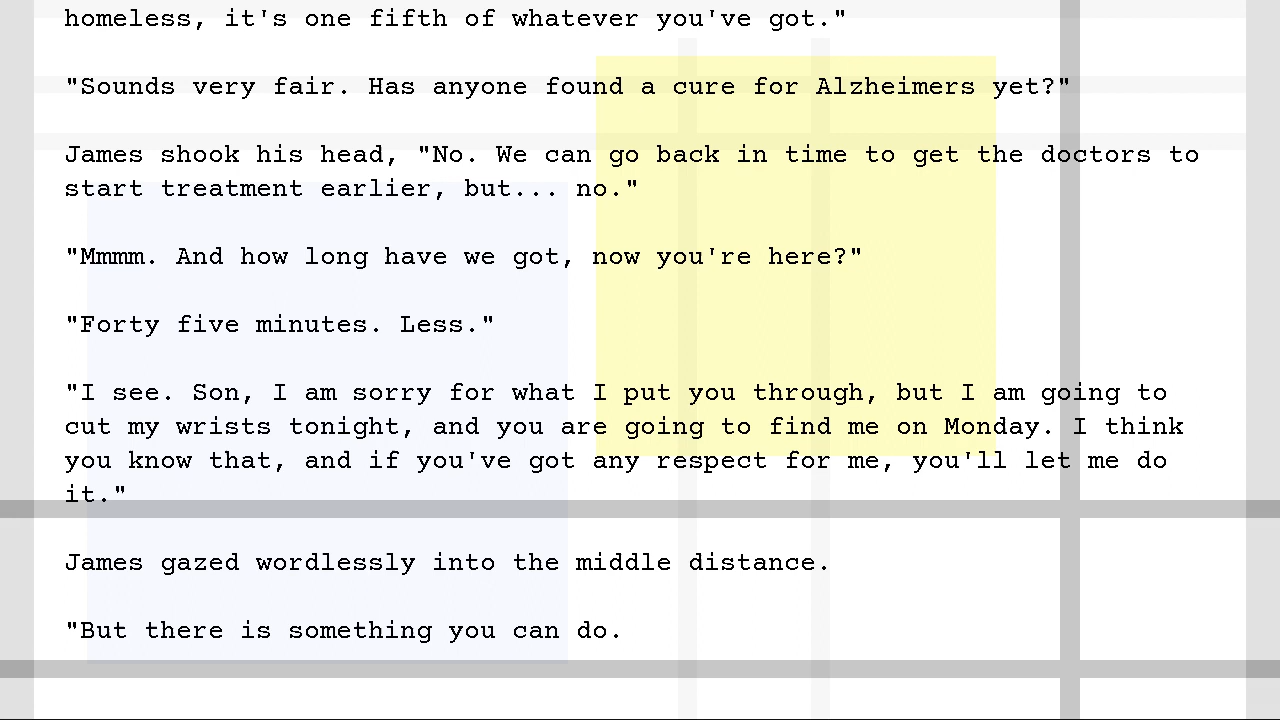 homeless, it's one fifth of whatever you've got."
"Sounds very fair. Has anyone found a cure for Alzheimers yet?"
James shook his head, "No. We can go back in time to get the doctors to
start treatment earlier, but... no."
"Mmmm. And how long have we got, now you're here?"
"Forty five minutes. Less."
"I see. Son, I am sorry for what I put you through, but I am going to
cut my wrists tonight, and you are going to find me on Monday. I think
you know that, and if you've got any respect for me, you'll let me do
it."
James gazed wordlessly into the middle distance.
"But there is something you can do.